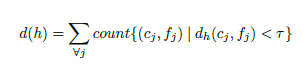 d(h) = ∑_{∀j} count{(c_j, f_j) | d_h(c_j, f_j) < τ}